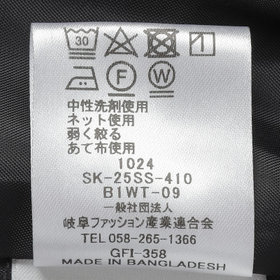 30 1
F W
中性洗剤使用
ネット使用
弱く絞る
あて布使用
1024
SK-25SS-410
B1WT-09
一般社団法人
岐阜ファッション産業連合会
TEL 058-265-1366
GFI-358
MADE IN BANGLADESH